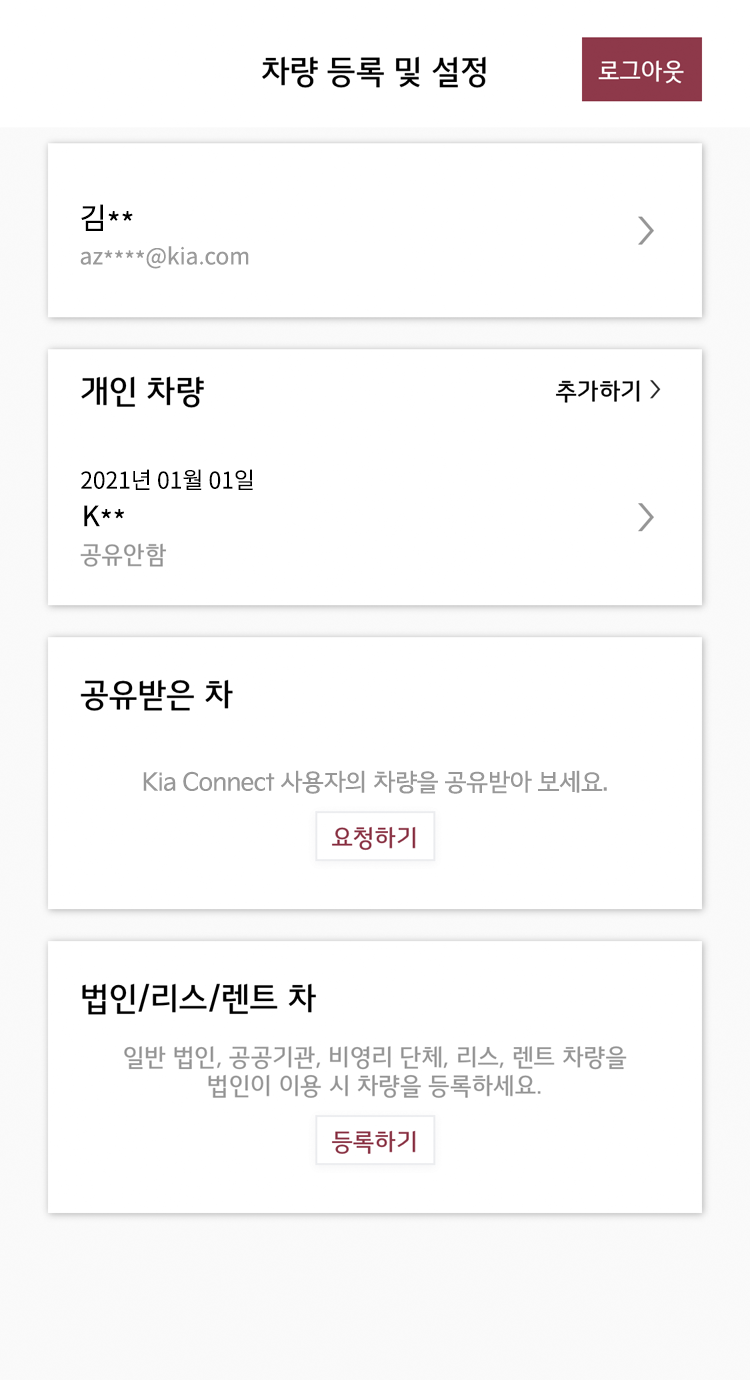 차량 등록 및 설정
로그아웃
김**
az****@kia.com
개인 차량
추가하기
2021년 01월 01일
K**
공유안함
공유받은 차
Kia Connect 사용자의 차량을 공유받아 보세요.
요청하기
법인/리스/렌트 차
일반 법인, 공공기관, 비영리 단체, 리스, 렌트 차량을
법인이 이용 시 차량을 등록하세요.
등록하기